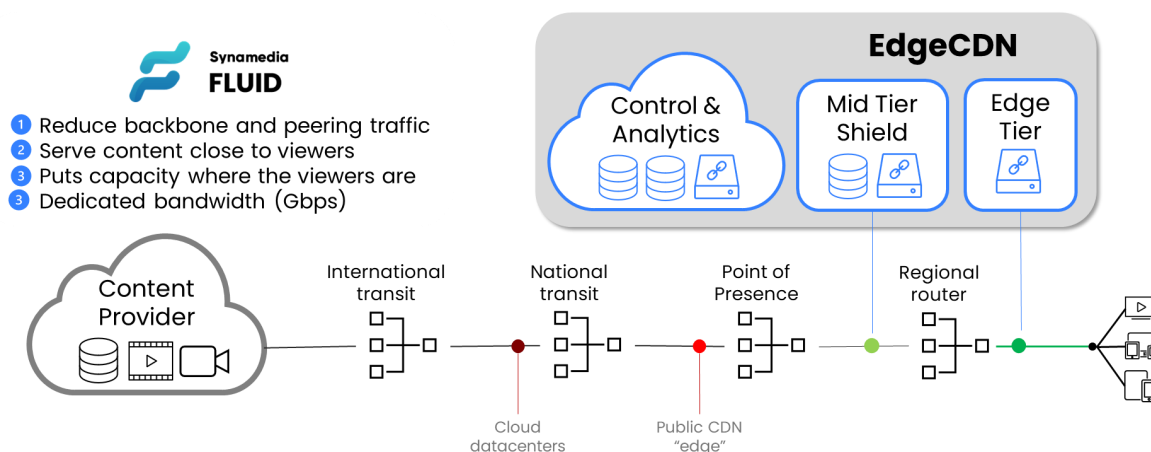 Synamedia
FLUID
1 Reduce backbone and peering traffic
2 Serve content close to viewers
3 Puts capacity where the viewers are
3 Dedicated bandwidth (Gbps)
EdgeCDN
Control &
Analytics
Mid Tier
Shield
Edge
Tier
Content
Provider
International
transit
National
transit
Point of
Presence
Regional
router
Cloud
datacenters
Public CDN
“edge”